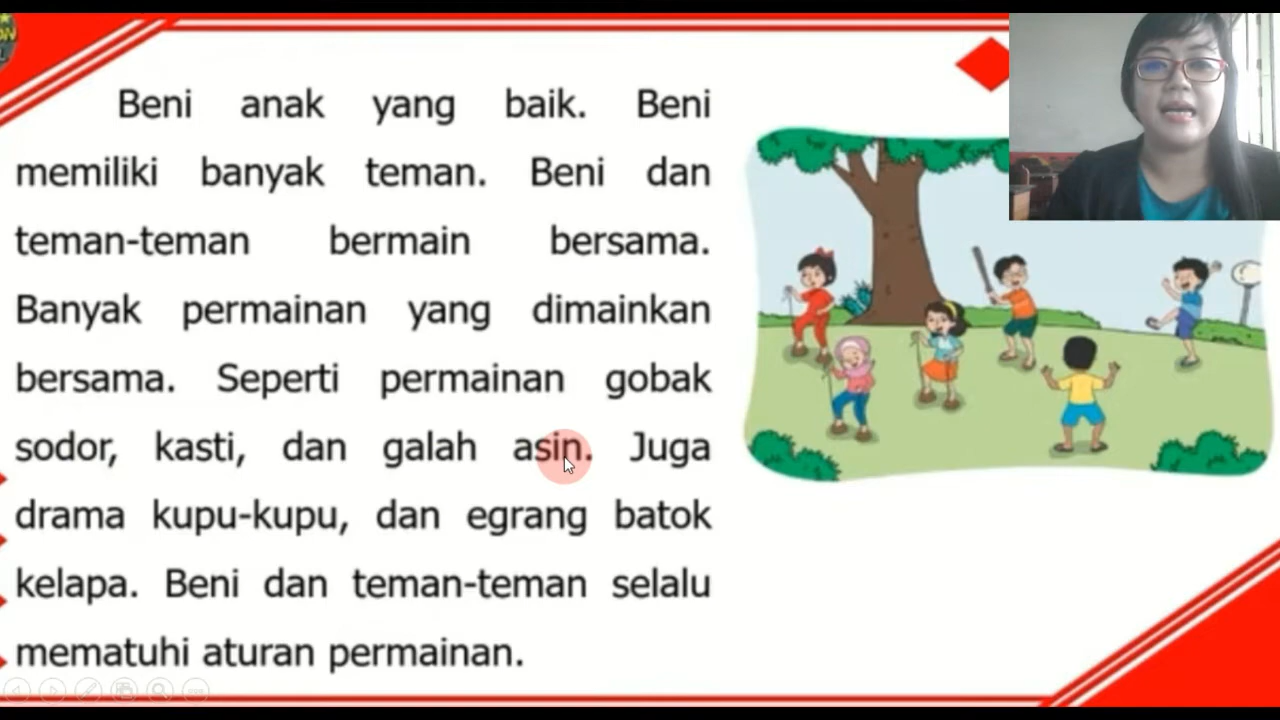 Beni anak yang baik. Beni
memiliki banyak teman. Beni dan
teman-teman bermain bersama.
Banyak permainan yang dimainkan
bersama. Seperti permainan gobak
sodor, kasti, dan galah asin. Juga
drama kupu-kupu, dan egrang batok
kelapa. Beni dan teman-teman selalu
mematuhi aturan permainan.